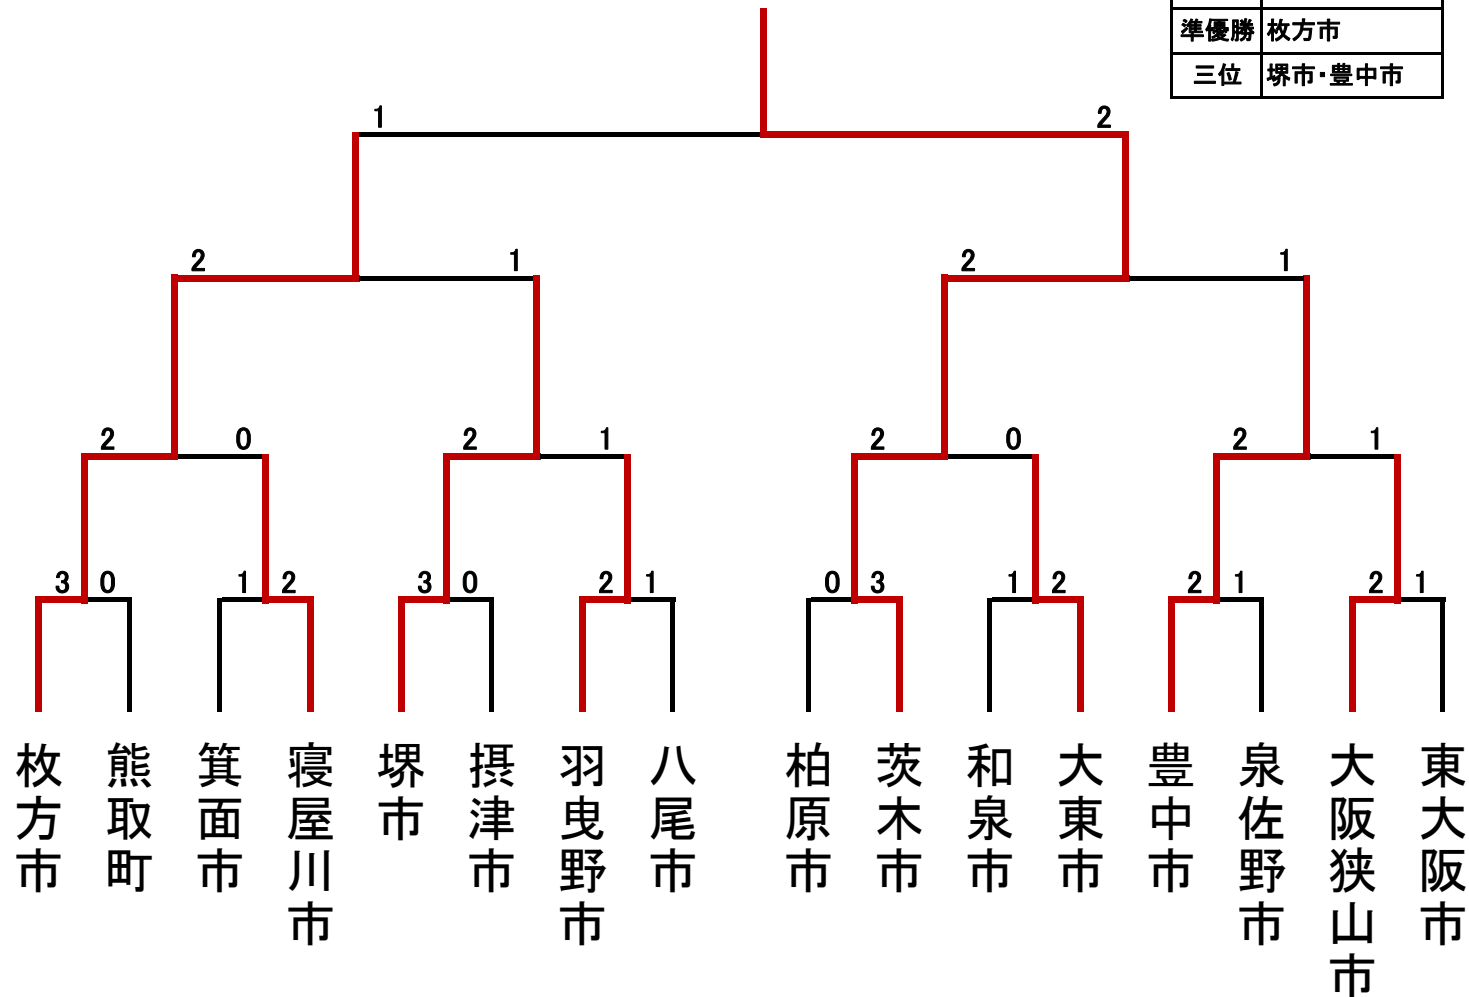 準優勝 枚方市
三位 堺市・豊中市
1 2
2 1 2 1
2 0 2 1 2 0 2 1
3 0 1 2 3 0 2 1 0 3 1 2 2 1 2 1
枚方市
熊取町
箕面市
寝屋川市
堺市
摂津市
羽曳野市
八尾市
柏原市
茨木市
和泉市
大東市
豊中市
泉佐野市
大阪狭山市
東大阪市